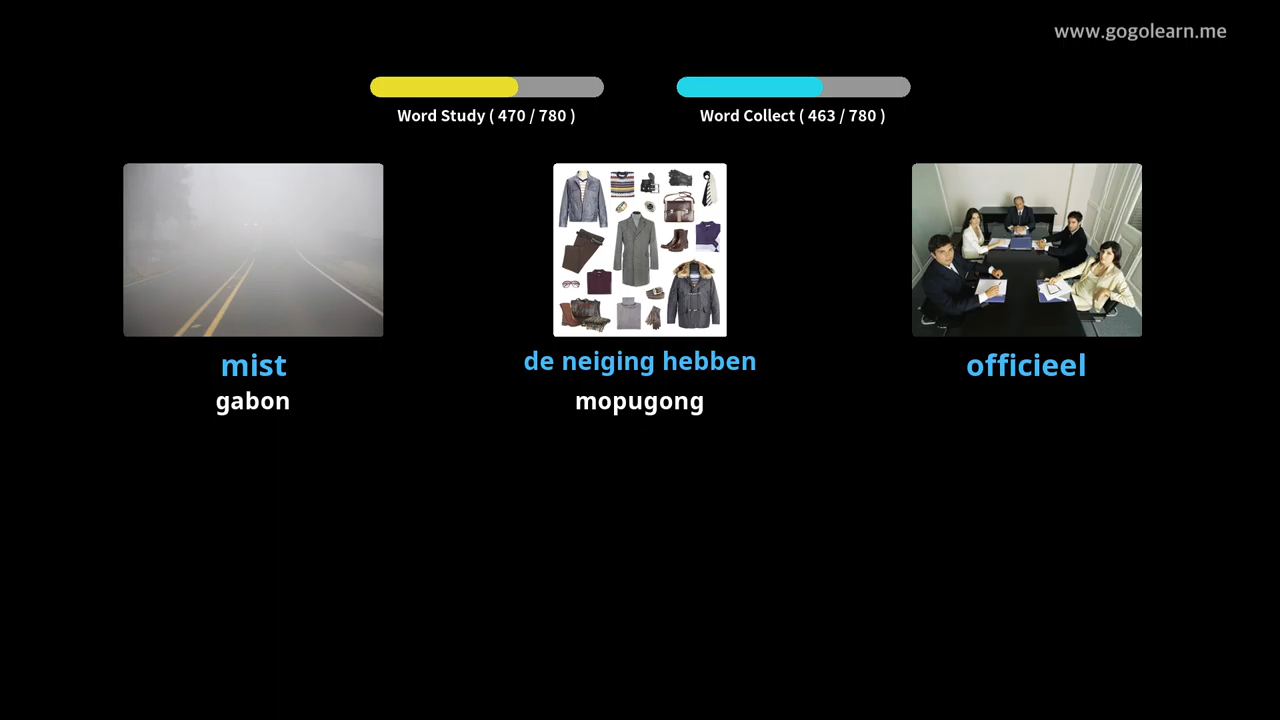 www.gogolearn.me
Word Study ( 470 / 780 )
Word Collect ( 463 / 780 )
mist
gabon
de neiging hebben
mopugong
officieel